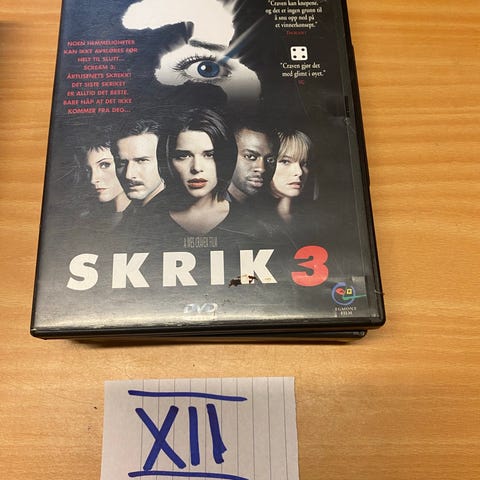 "Craven kan knepene,
og det er ingen grunn til
å snu opp ned på
et vinnerkonsept."
"Craven gjør det
med glimt i øyet."
VG
NOEN HEMMELIGHETER
KAN IKKE AVSLØRES FØR
HELT TIL SLUTT...
SCREAM 3:
ÅRTUSENETS SKREKK!
DET SISTE SKRIKET
ER ALLTID DET BESTE.
BARE HÅP AT DET IKKE
KOMMER FRA DEG...
A WES CRAVEN FILM
SKRIK 3
DVD
EGMONT
FILM
XII